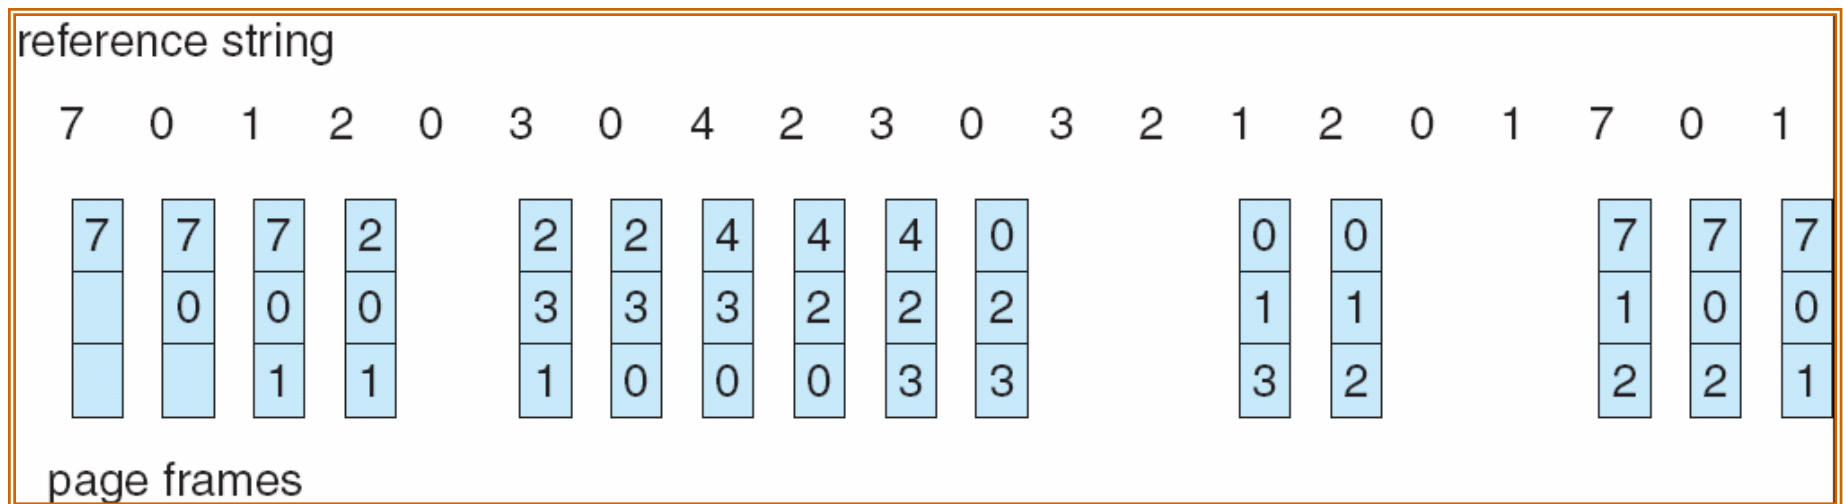 reference string
7 0 1 2 0 3 0 4 2 3 0 3 2 1 2 0 1 7 0 1
7 7 7 2 2 2 4 4 4 0 0 0 7 7 7
0 0 0 3 3 3 2 2 2 1 1 1 0 0
1 1 1 0 0 0 3 3 3 2 2 2 1
page frames